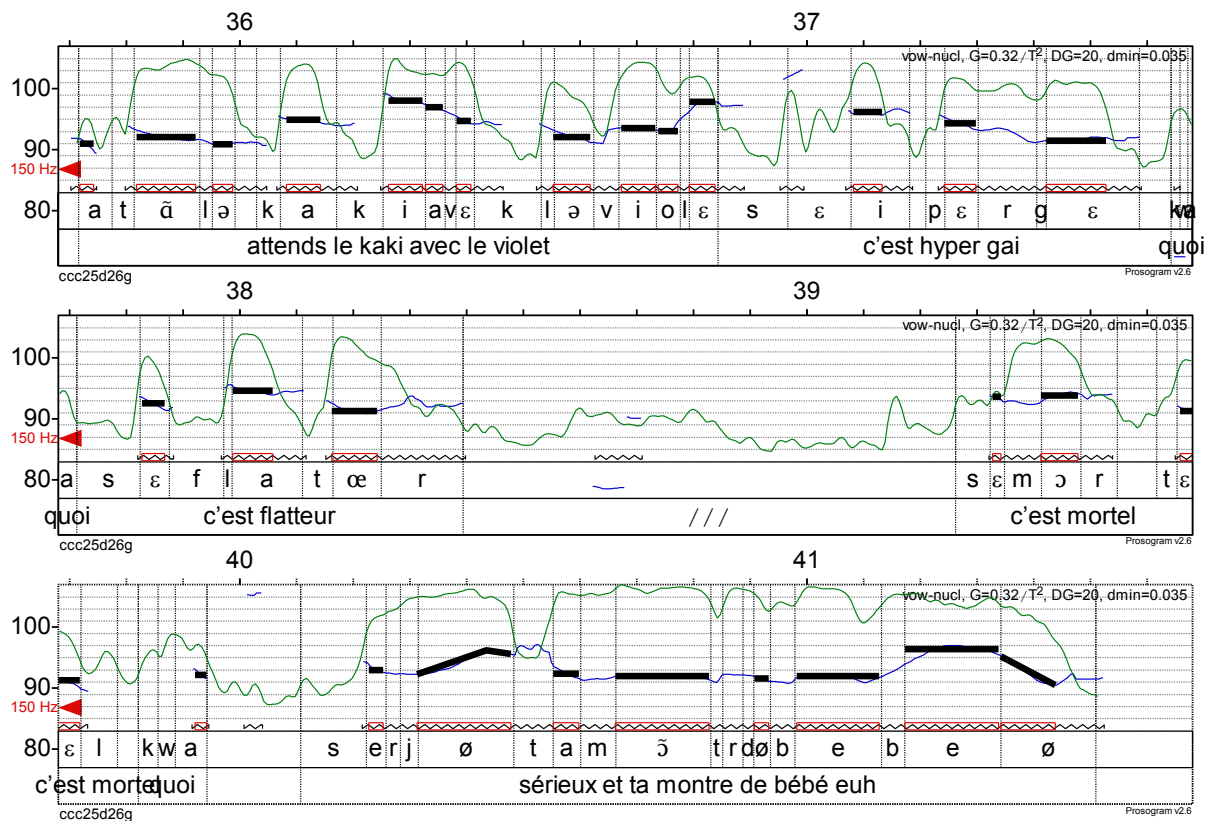 36 37
vow-nucl, G=0.32/T², DG=20, dmin=0.035
100
90
150 Hz
80
a t ɑ̃ l ə k a k i a v ɛ k l ə v i o l ɛ s ɛ i p ɛ r g ɛ k w a
attends le kaki avec le violet c'est hyper gai quoi
ccc25d26g Prosogram v2.6
38 39
vow-nucl, G=0.32/T², DG=20, dmin=0.035
100
90
150 Hz
80
a s ɛ f l a t œ r s ɛ m ɔ r t ɛ
quoi c'est flatteur /// c'est mortel
ccc25d26g Prosogram v2.6
40 41
vow-nucl, G=0.32/T², DG=20, dmin=0.035
100
90
150 Hz
80
ɛ l k w a s e r j ø t a m ɔ̃ t r d ø b e b e ø
c'est mortel quoi sérieux et ta montre de bébé euh
ccc25d26g Prosogram v2.6